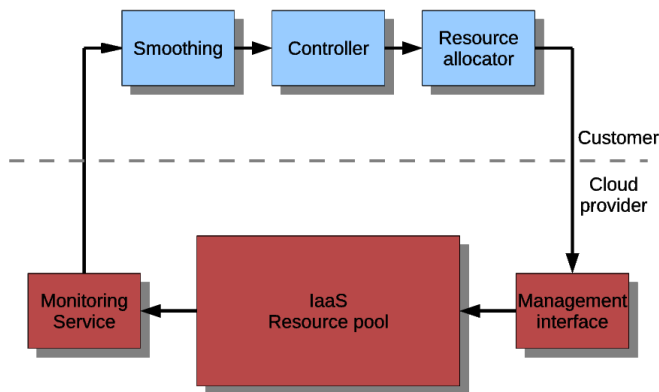 Smoothing
Controller
Resource
allocator
Customer
Cloud
provider
Monitoring
Service
IaaS
Resource pool
Management
interface